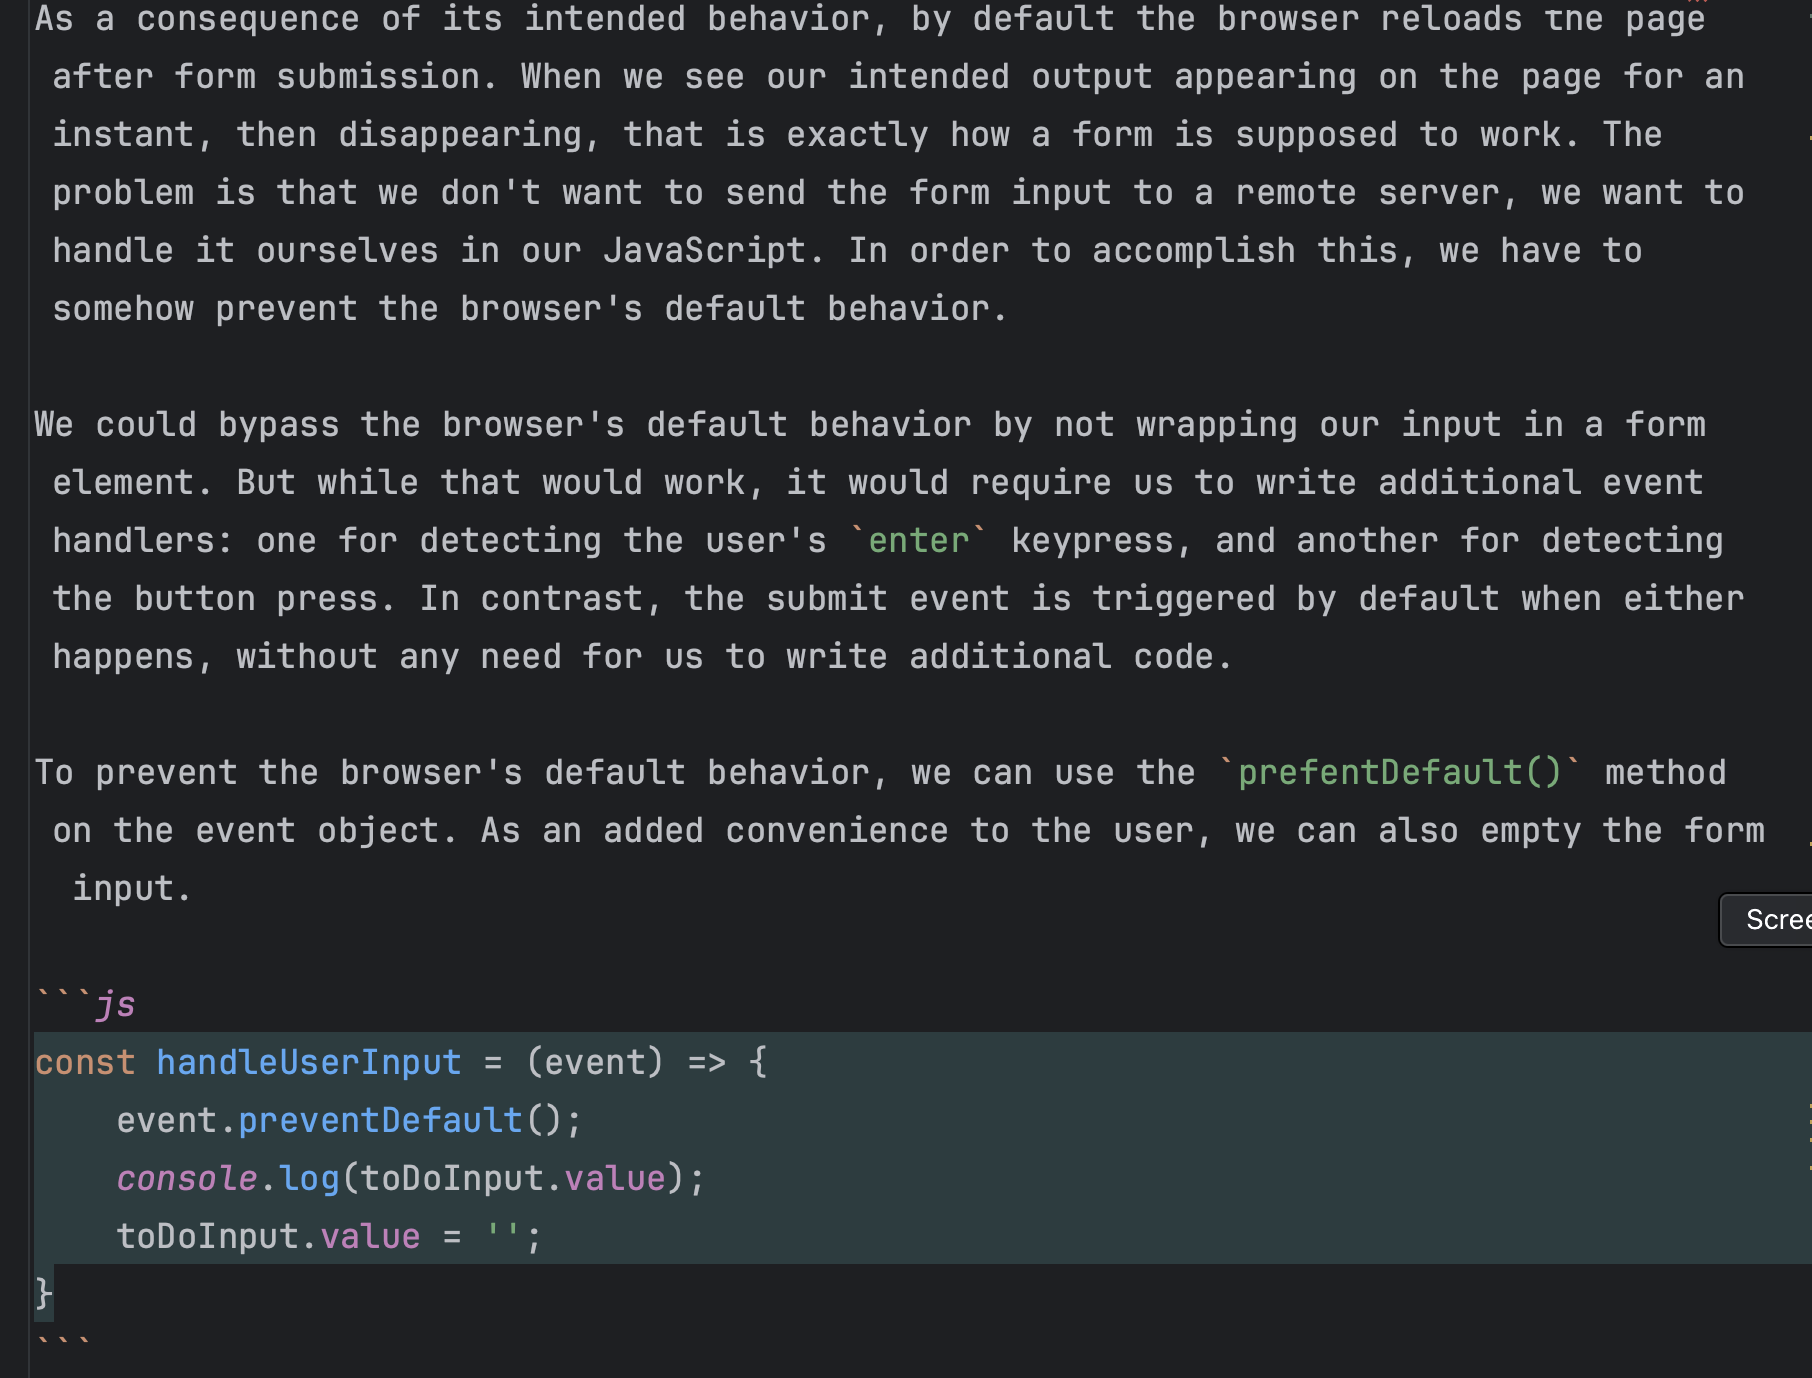 As a consequence of its intended behavior, by default the browser reloads the page
after form submission. When we see our intended output appearing on the page for an
instant, then disappearing, that is exactly how a form is supposed to work. The
problem is that we don't want to send the form input to a remote server, we want to
handle it ourselves in our JavaScript. In order to accomplish this, we have to
somehow prevent the browser's default behavior.

We could bypass the browser's default behavior by not wrapping our input in a form
element. But while that would work, it would require us to write additional event
handlers: one for detecting the user's `enter` keypress, and another for detecting
the button press. In contrast, the submit event is triggered by default when either
happens, without any need for us to write additional code.

To prevent the browser's default behavior, we can use the `prefentDefault()` method
on the event object. As an added convenience to the user, we can also empty the form
input.
Scree

```js
const handleUserInput = (event) => {
    event.preventDefault();
    console.log(toDoInput.value);
    toDoInput.value = '';
}
```